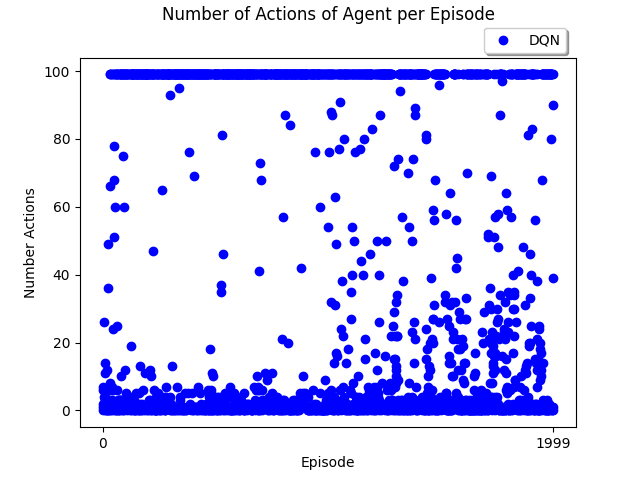 Number of Actions of Agent per Episode
DQN
100
80
60
40
20
0
Number Actions
0
1999
Episode